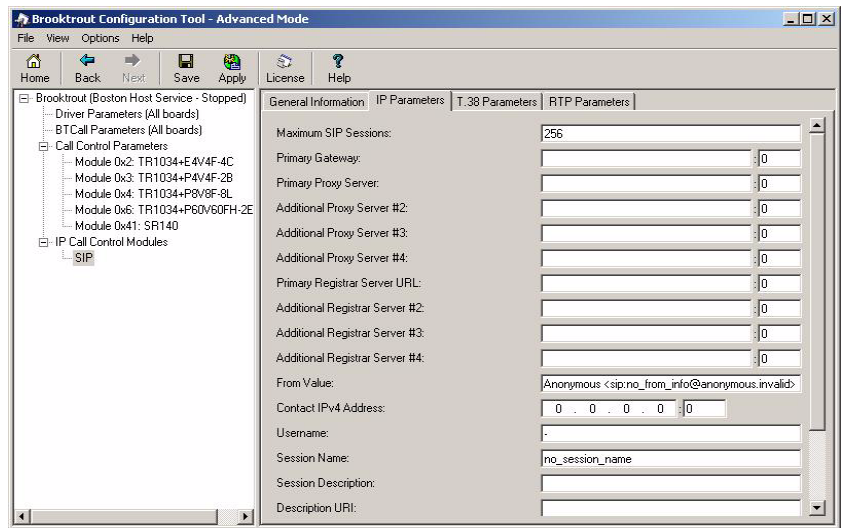 Brooktrout Configuration Tool - Advanced Mode
File View Options Help
Home Back Next Save Apply License Help
Brooktrout (Boston Host Service - Stopped)
Driver Parameters (All boards)
BTCall Parameters (All boards)
Call Control Parameters
Module 0x2: TR1034+E4V4F-4C
Module 0x3: TR1034+P4V4F-2B
Module 0x4: TR1034+P8V8F-8L
Module 0x6: TR1034+P60V60FH-2E
Module 0x41: SR140
IP Call Control Modules
SIP
General Information IP Parameters T.38 Parameters RTP Parameters
Maximum SIP Sessions: 256
Primary Gateway: : 0
Primary Proxy Server: : 0
Additional Proxy Server #2: : 0
Additional Proxy Server #3: : 0
Additional Proxy Server #4: : 0
Primary Registrar Server URL: : 0
Additional Registrar Server #2: : 0
Additional Registrar Server #3: : 0
Additional Registrar Server #4: : 0
From Value: Anonymous <sip:no_from_info@anonymous.invalid>
Contact IPv4 Address: 0 . 0 . 0 . 0 : 0
Username: -
Session Name: no_session_name
Session Description:
Description URI: